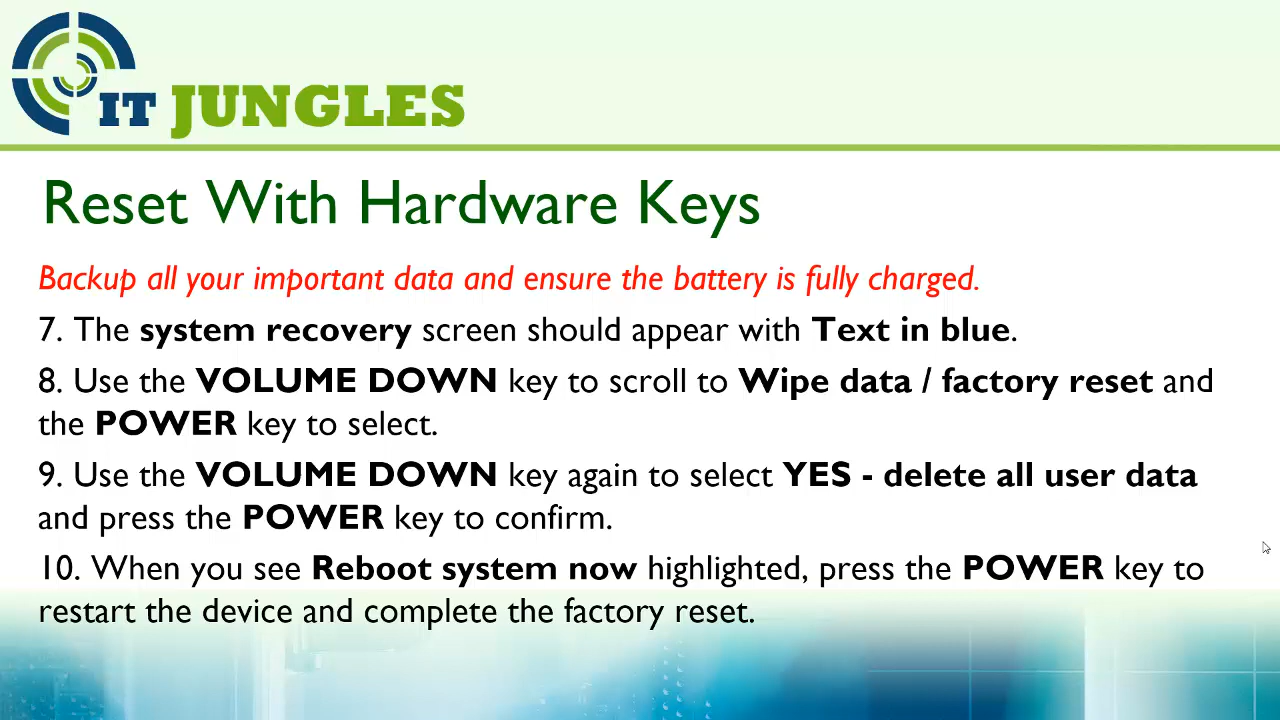 IT JUNGLES
Reset With Hardware Keys
Backup all your important data and ensure the battery is fully charged.
7. The system recovery screen should appear with Text in blue.
8. Use the VOLUME DOWN key to scroll to Wipe data / factory reset and
the POWER key to select.
9. Use the VOLUME DOWN key again to select YES - delete all user data
and press the POWER key to confirm.
10. When you see Reboot system now highlighted, press the POWER key to
restart the device and complete the factory reset.